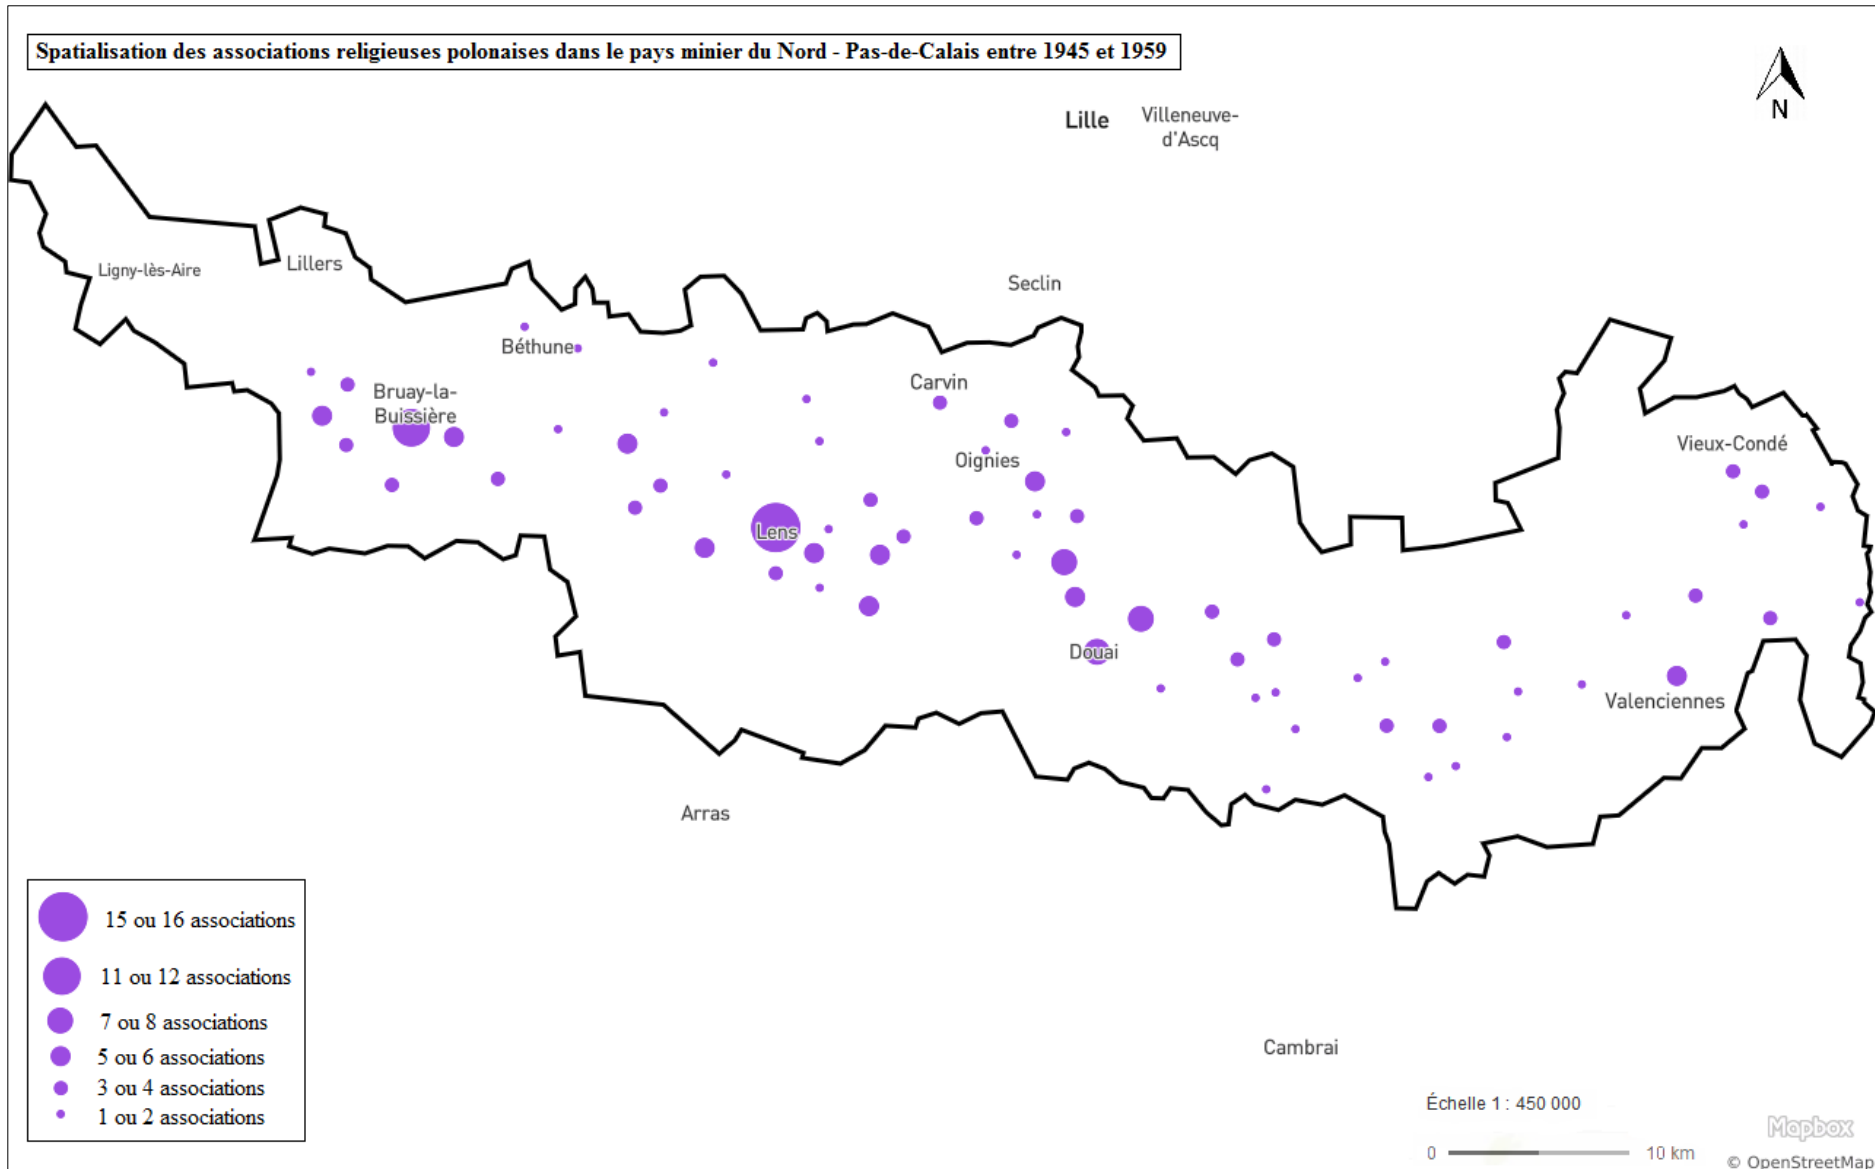 Spatialisation des associations religieuses polonaises dans le pays minier du Nord - Pas-de-Calais entre 1945 et 1959
N
Lille
Villeneuve-
d'Ascq
Ligny-lès-Aire
Lillers
Seclin
Béthune
Bruay-la-
Buissière
Carvin
Oignies
Vieux-Condé
Lens
Douai
Valenciennes
Arras
Cambrai
15 ou 16 associations
11 ou 12 associations
7 ou 8 associations
5 ou 6 associations
3 ou 4 associations
1 ou 2 associations
Échelle 1 : 450 000
0 10 km
Mapbox
© OpenStreetMap